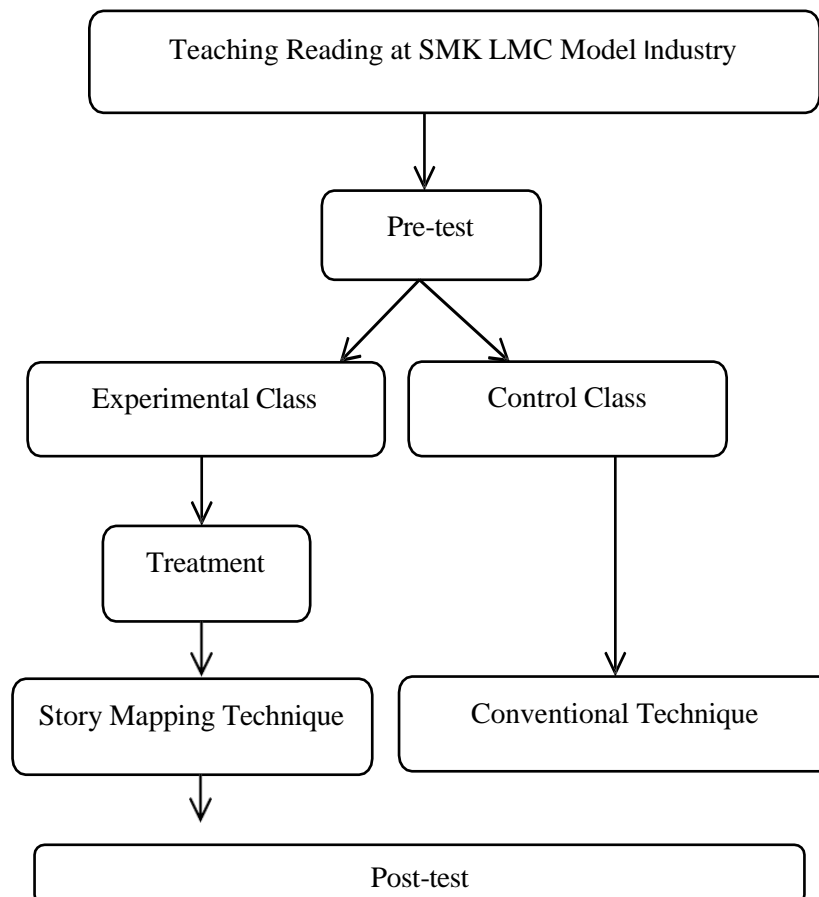 Teaching Reading at SMK LMC Model Industry
Pre-test
Experimental Class
Control Class
Treatment
Story Mapping Technique
Conventional Technique
Post-test